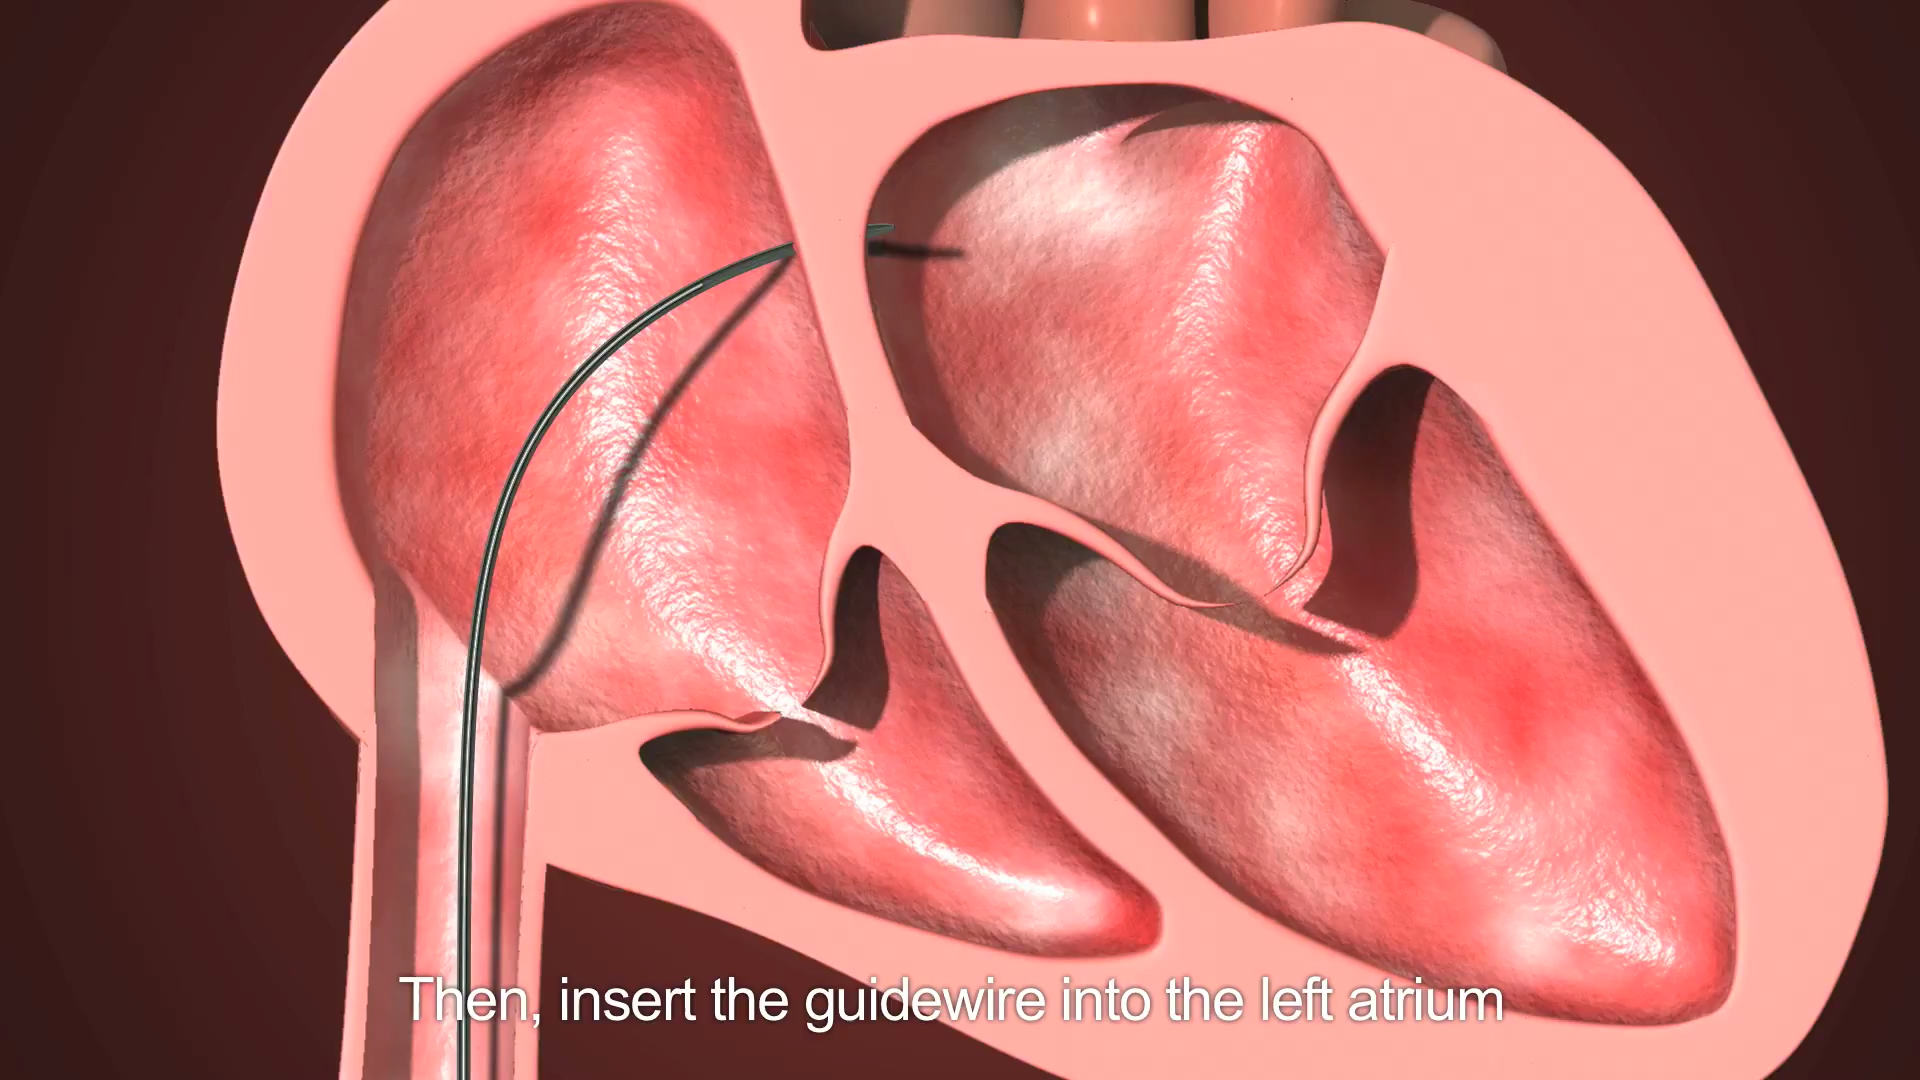 Then, insert the guidewire into the left atrium